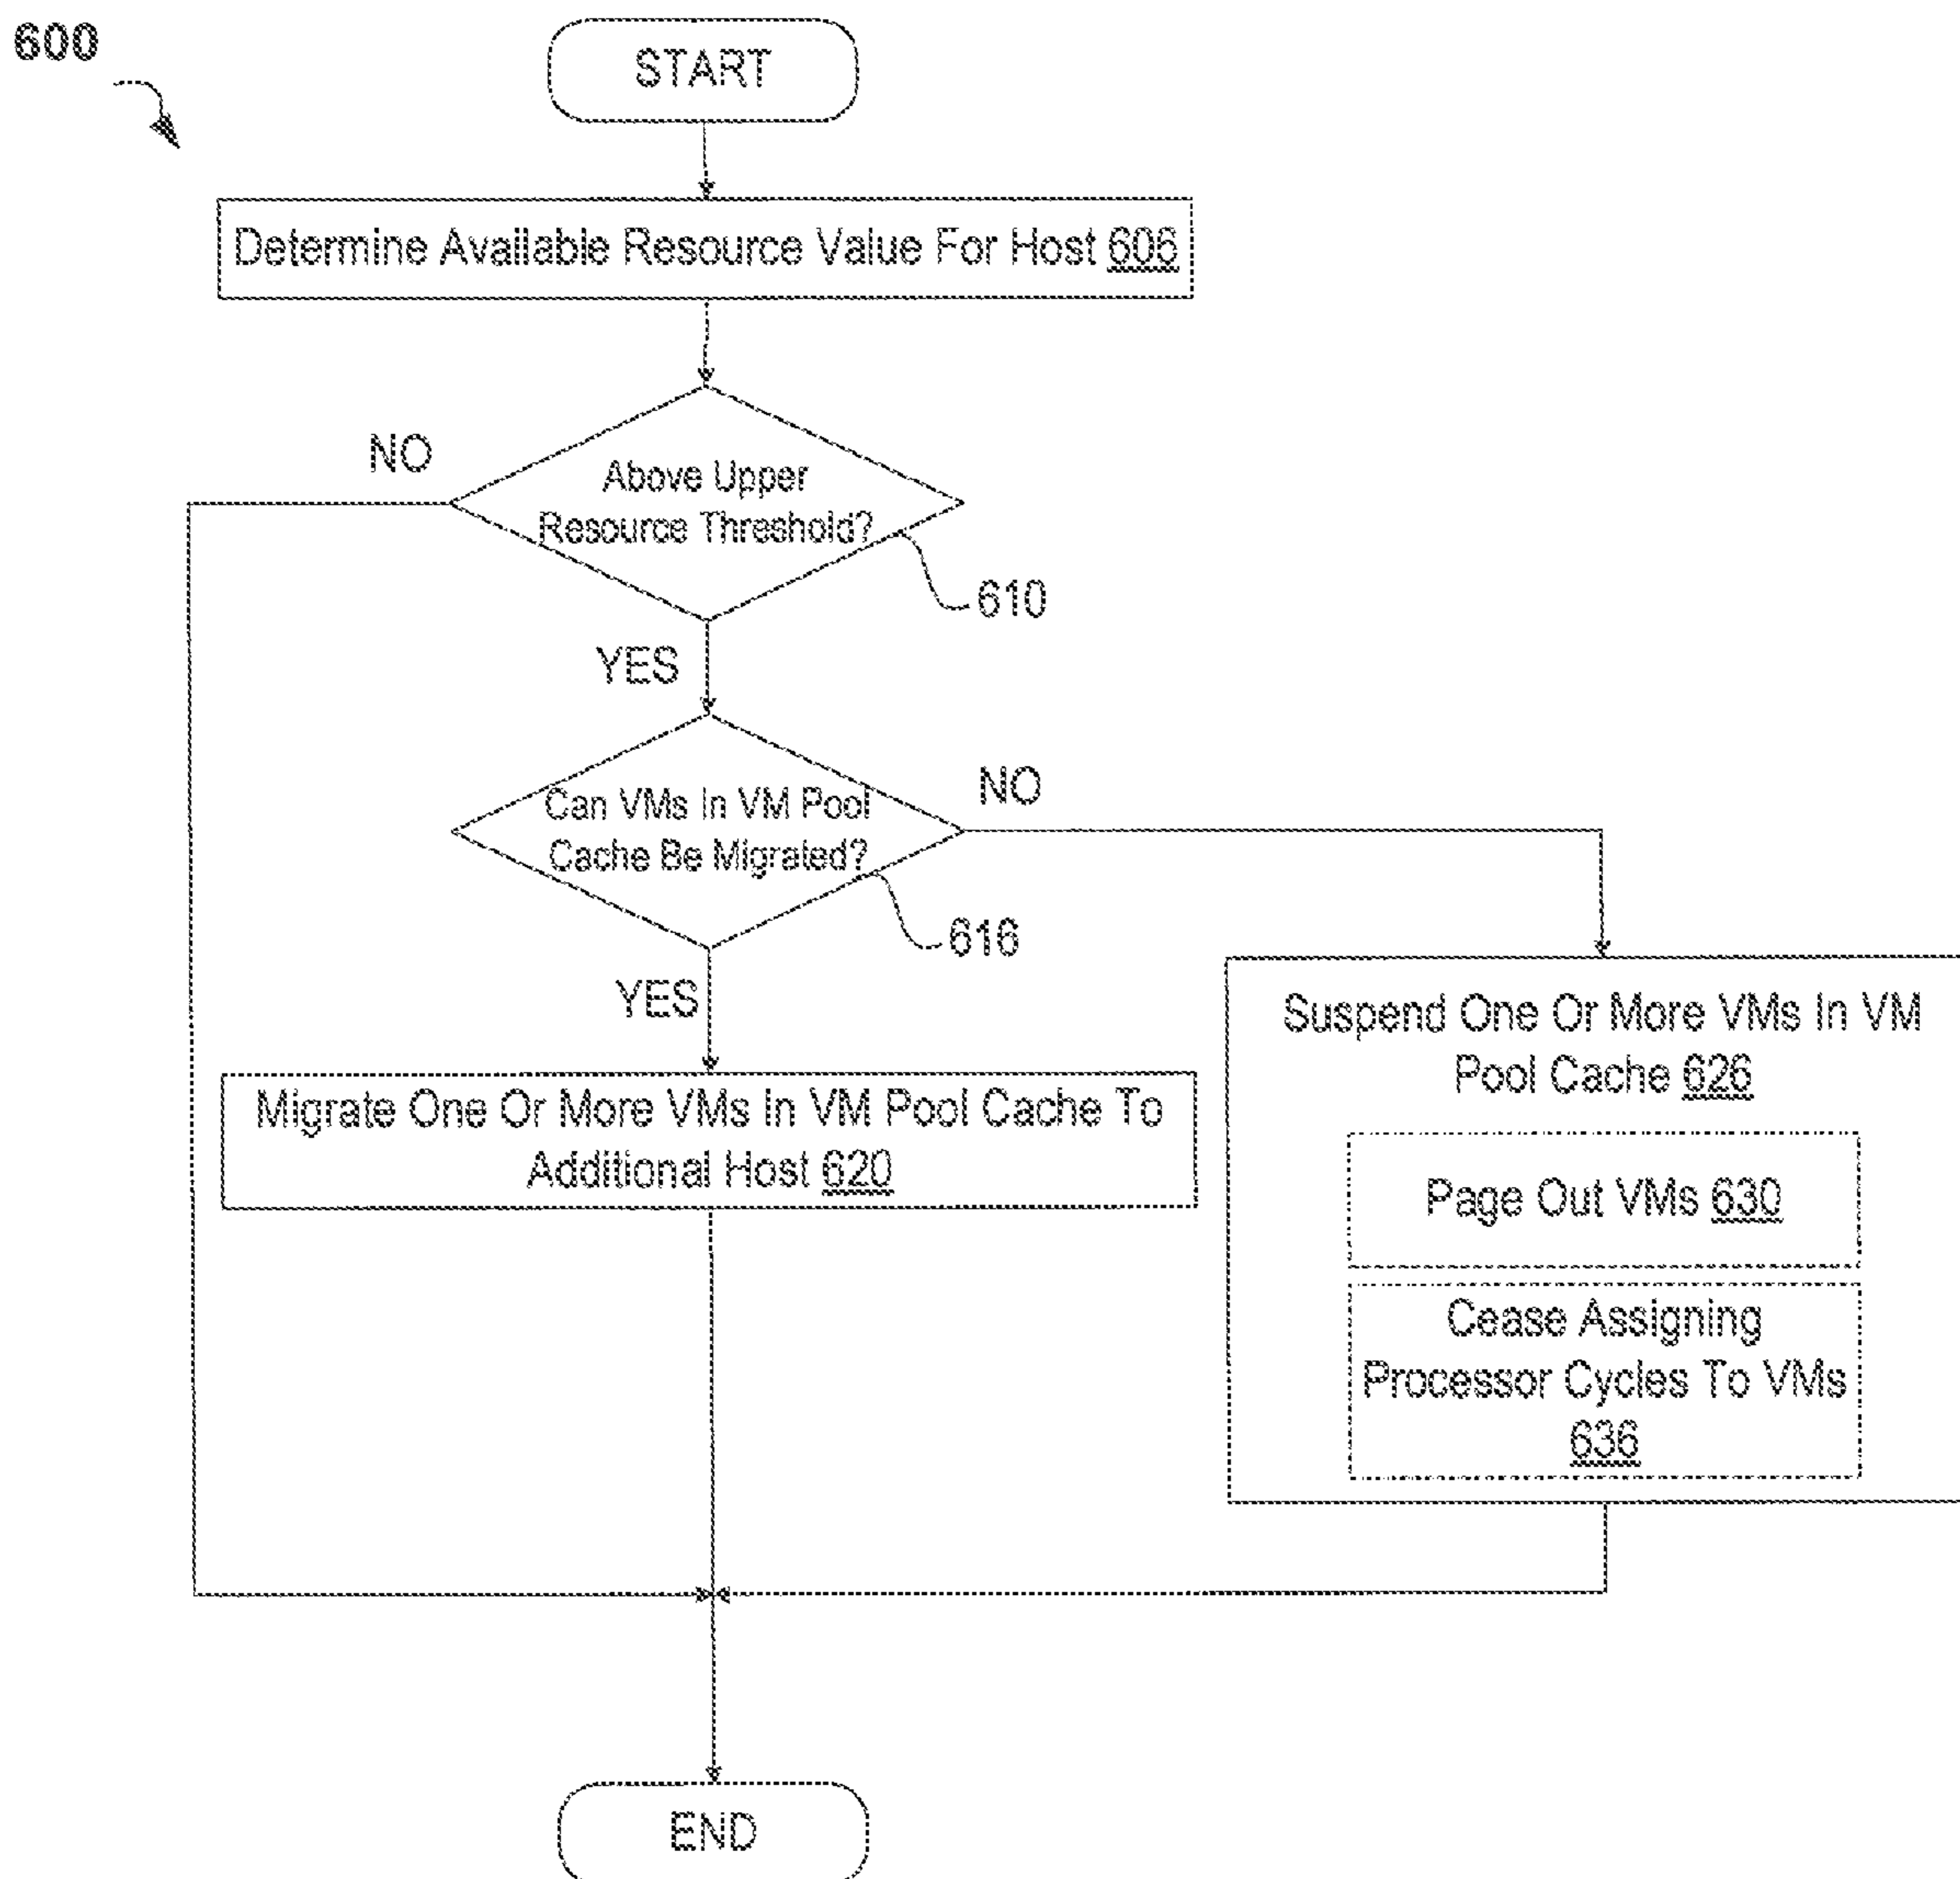 600
START
Determine Available Resource Value For Host 606
NO
Above Upper
Resource Threshold?
610
YES
Can VMs In VM Pool
Cache Be Migrated?
NO
616
YES
Suspend One Or More VMs In VM
Pool Cache 626
Migrate One Or More VMs In VM Pool Cache To
Additional Host 620
Page Out VMs 630
Cease Assigning
Processor Cycles To VMs
636
END